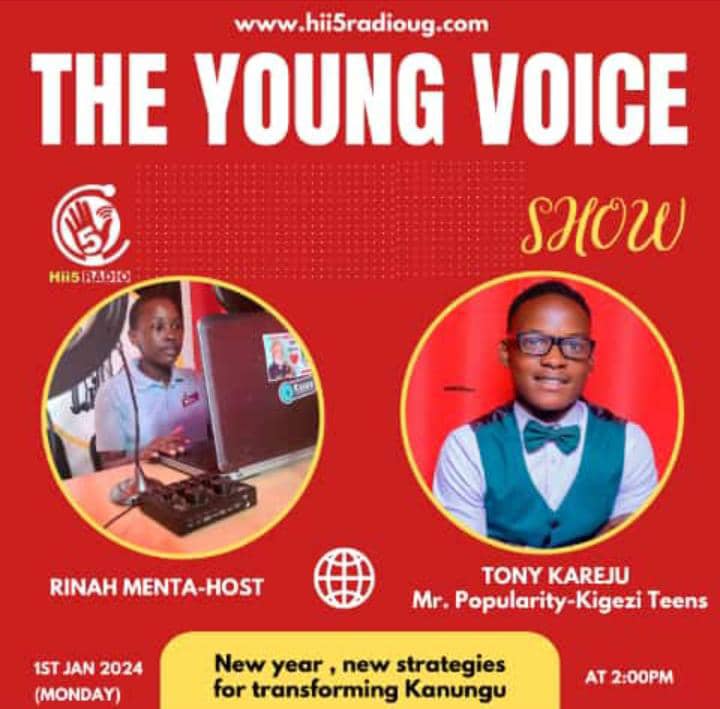 www.hii5radioug.com
THE YOUNG VOICE
SHOW
5
Hii5 RADIO
RINAH MENTA-HOST
TONY KAREJU
Mr. Popularity-Kigezi Teens
1ST JAN 2024
(MONDAY)
New year , new strategies
for transforming Kanungu
AT 2:00PM